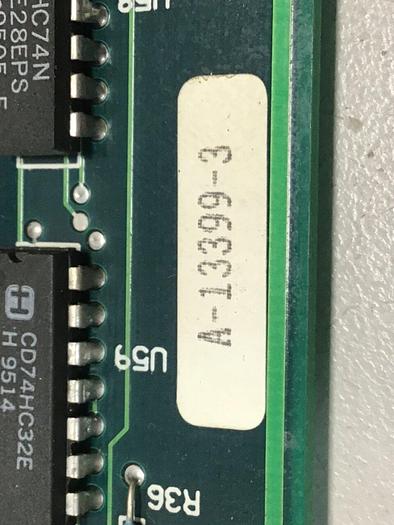 HC74N
E28EPS
U58
A-13399-3
CD74HC32E
H 9514
U59
R36